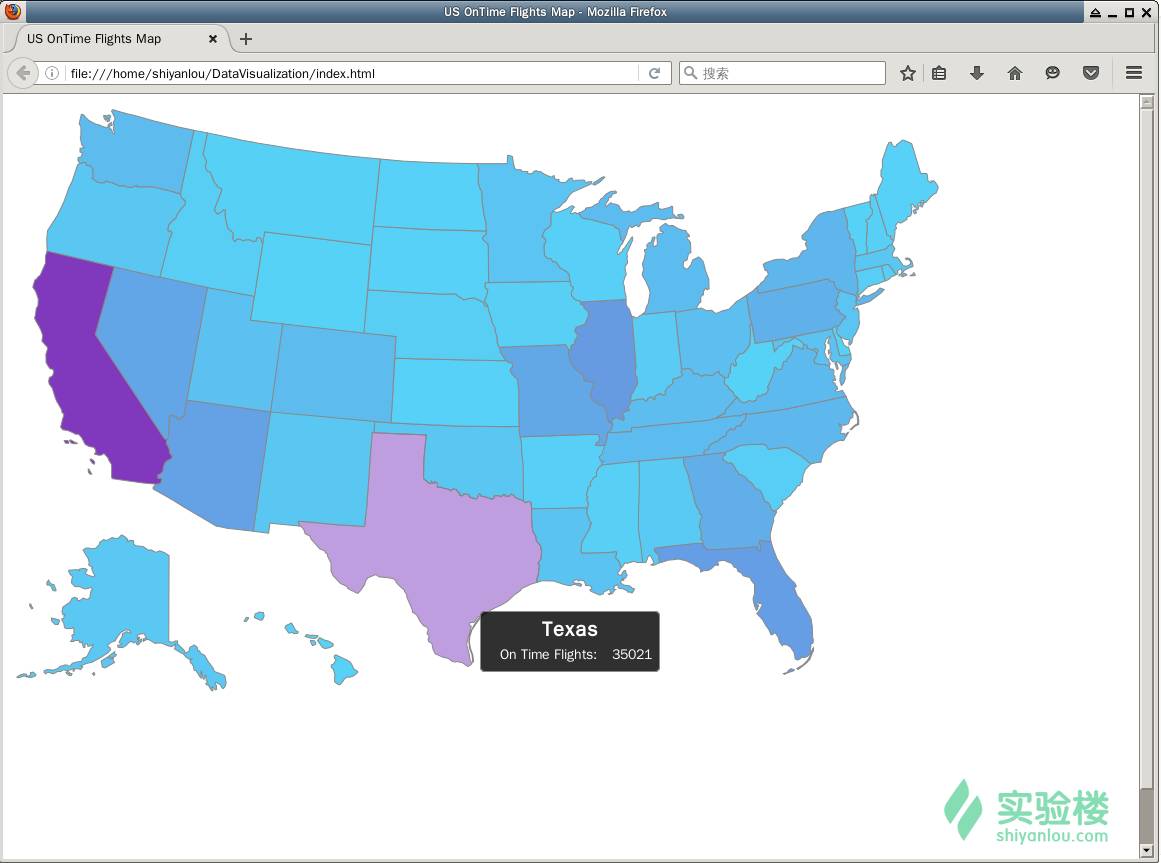 US OnTime Flights Map - Mozilla Firefox
US OnTime Flights Map
file:///home/shiyanlou/DataVisualization/index.html
搜索
Texas
On Time Flights: 35021
实验楼
shiyanlou.com